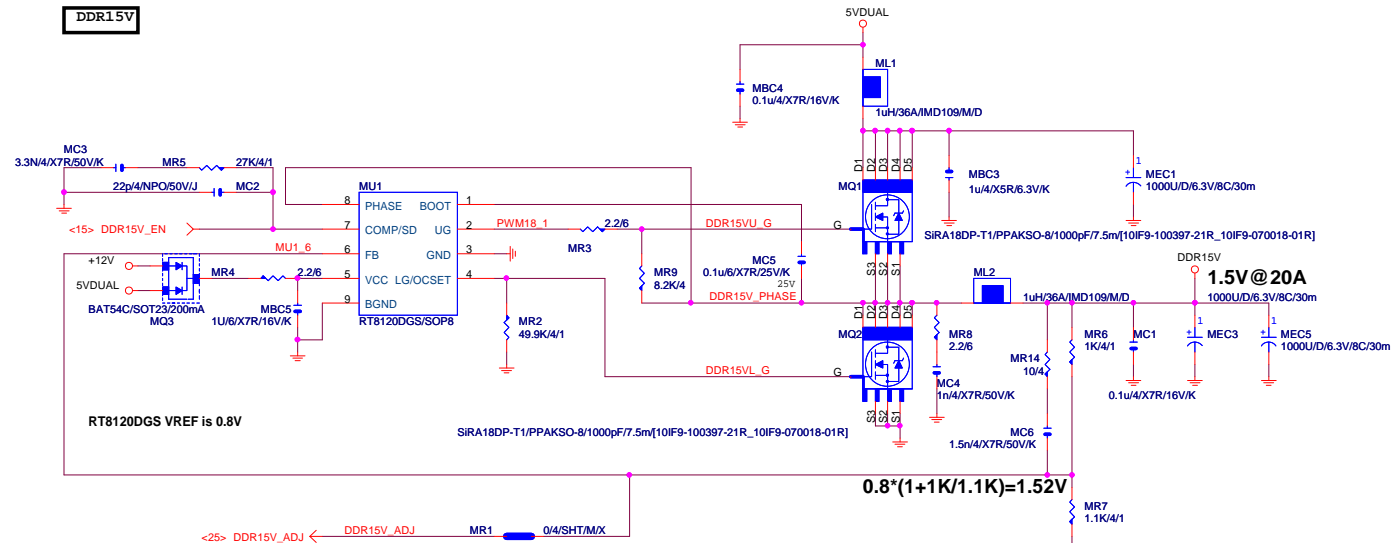 DDR15V
5VDUAL
ML1
MBC4
0.1u/4/X7R/16V/K
1uH/36A/IMD109/M/D
MC3
3.3N/4/X7R/50V/K
MR5
27K/4/1
22p/4/NPO/50V/J
MC2
MU1
D1 D2 D3 D4 D5
MQ1
MBC3
1u/4/X5R/6.3V/K
1
+
MEC1
1000U/D/6.3V/8C/30m
8 PHASE BOOT 1
<15> DDR15V_EN
7 COMP/SD UG 2
PWM18_1
2.2/6
MR3
DDR15VU_G
G
SiRA18DP-T1/PPAKSO-8/1000pF/7.5m/[10IF9-100397-21R_10IF9-070018-01R]
MU1_6
6 FB GND 3
+12V
MR4
2.2/6
5 VCC LG/OCSET 4
5VDUAL
9 BGND
BAT54C/SOT23/200mA
MQ3
MBC5
1U/6/X7R/16V/K
RT8120DGS/SOP8
MR2
49.9K/4/1
MR9
8.2K/4
MC5
0.1u/6/X7R/25V/K
25V
S3 S2 S1
DDR15V_PHASE
ML2
1uH/36A/IMD109/M/D
DDR15V
1.5V@20A
1000U/D/6.3V/8C/30m
D1 D2 D3 D4 D5
MQ2
MR8
2.2/6
MR14
10/4
MR6
1K/4/1
MC1
0.1u/4/X7R/16V/K
1
+
MEC3
1
+
MEC5
1000U/D/6.3V/8C/30m
DDR15VL_G
G
MC4
1n/4/X7R/50V/K
S3 S2 S1
RT8120DGS VREF is 0.8V
SiRA18DP-T1/PPAKSO-8/1000pF/7.5m/[10IF9-100397-21R_10IF9-070018-01R]
MC6
1.5n/4/X7R/50V/K
0.8*(1+1K/1.1K)=1.52V
MR7
1.1K/4/1
<25> DDR15V_ADJ
DDR15V_ADJ
MR1
0/4/SHT/M/X